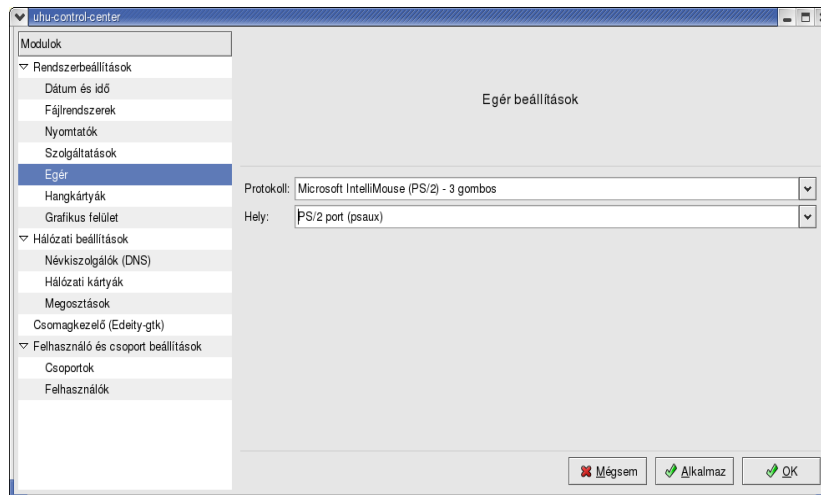 uhu-control-center
Modulok
Rendszerbeállítások
Dátum és idő
Fájlrendszerek
Nyomtatók
Szolgáltatások
Egér
Hangkártyák
Grafikus felület
Hálózati beállítások
Névkiszolgálók (DNS)
Hálózati kártyák
Megosztások
Csomagkezelő (Edeity-gtk)
Felhasználó és csoport beállítások
Csoportok
Felhasználók
Egér beállítások
Protokoll: Microsoft IntelliMouse (PS/2) - 3 gombos
Hely: PS/2 port (psaux)
Mégsem Alkalmaz OK